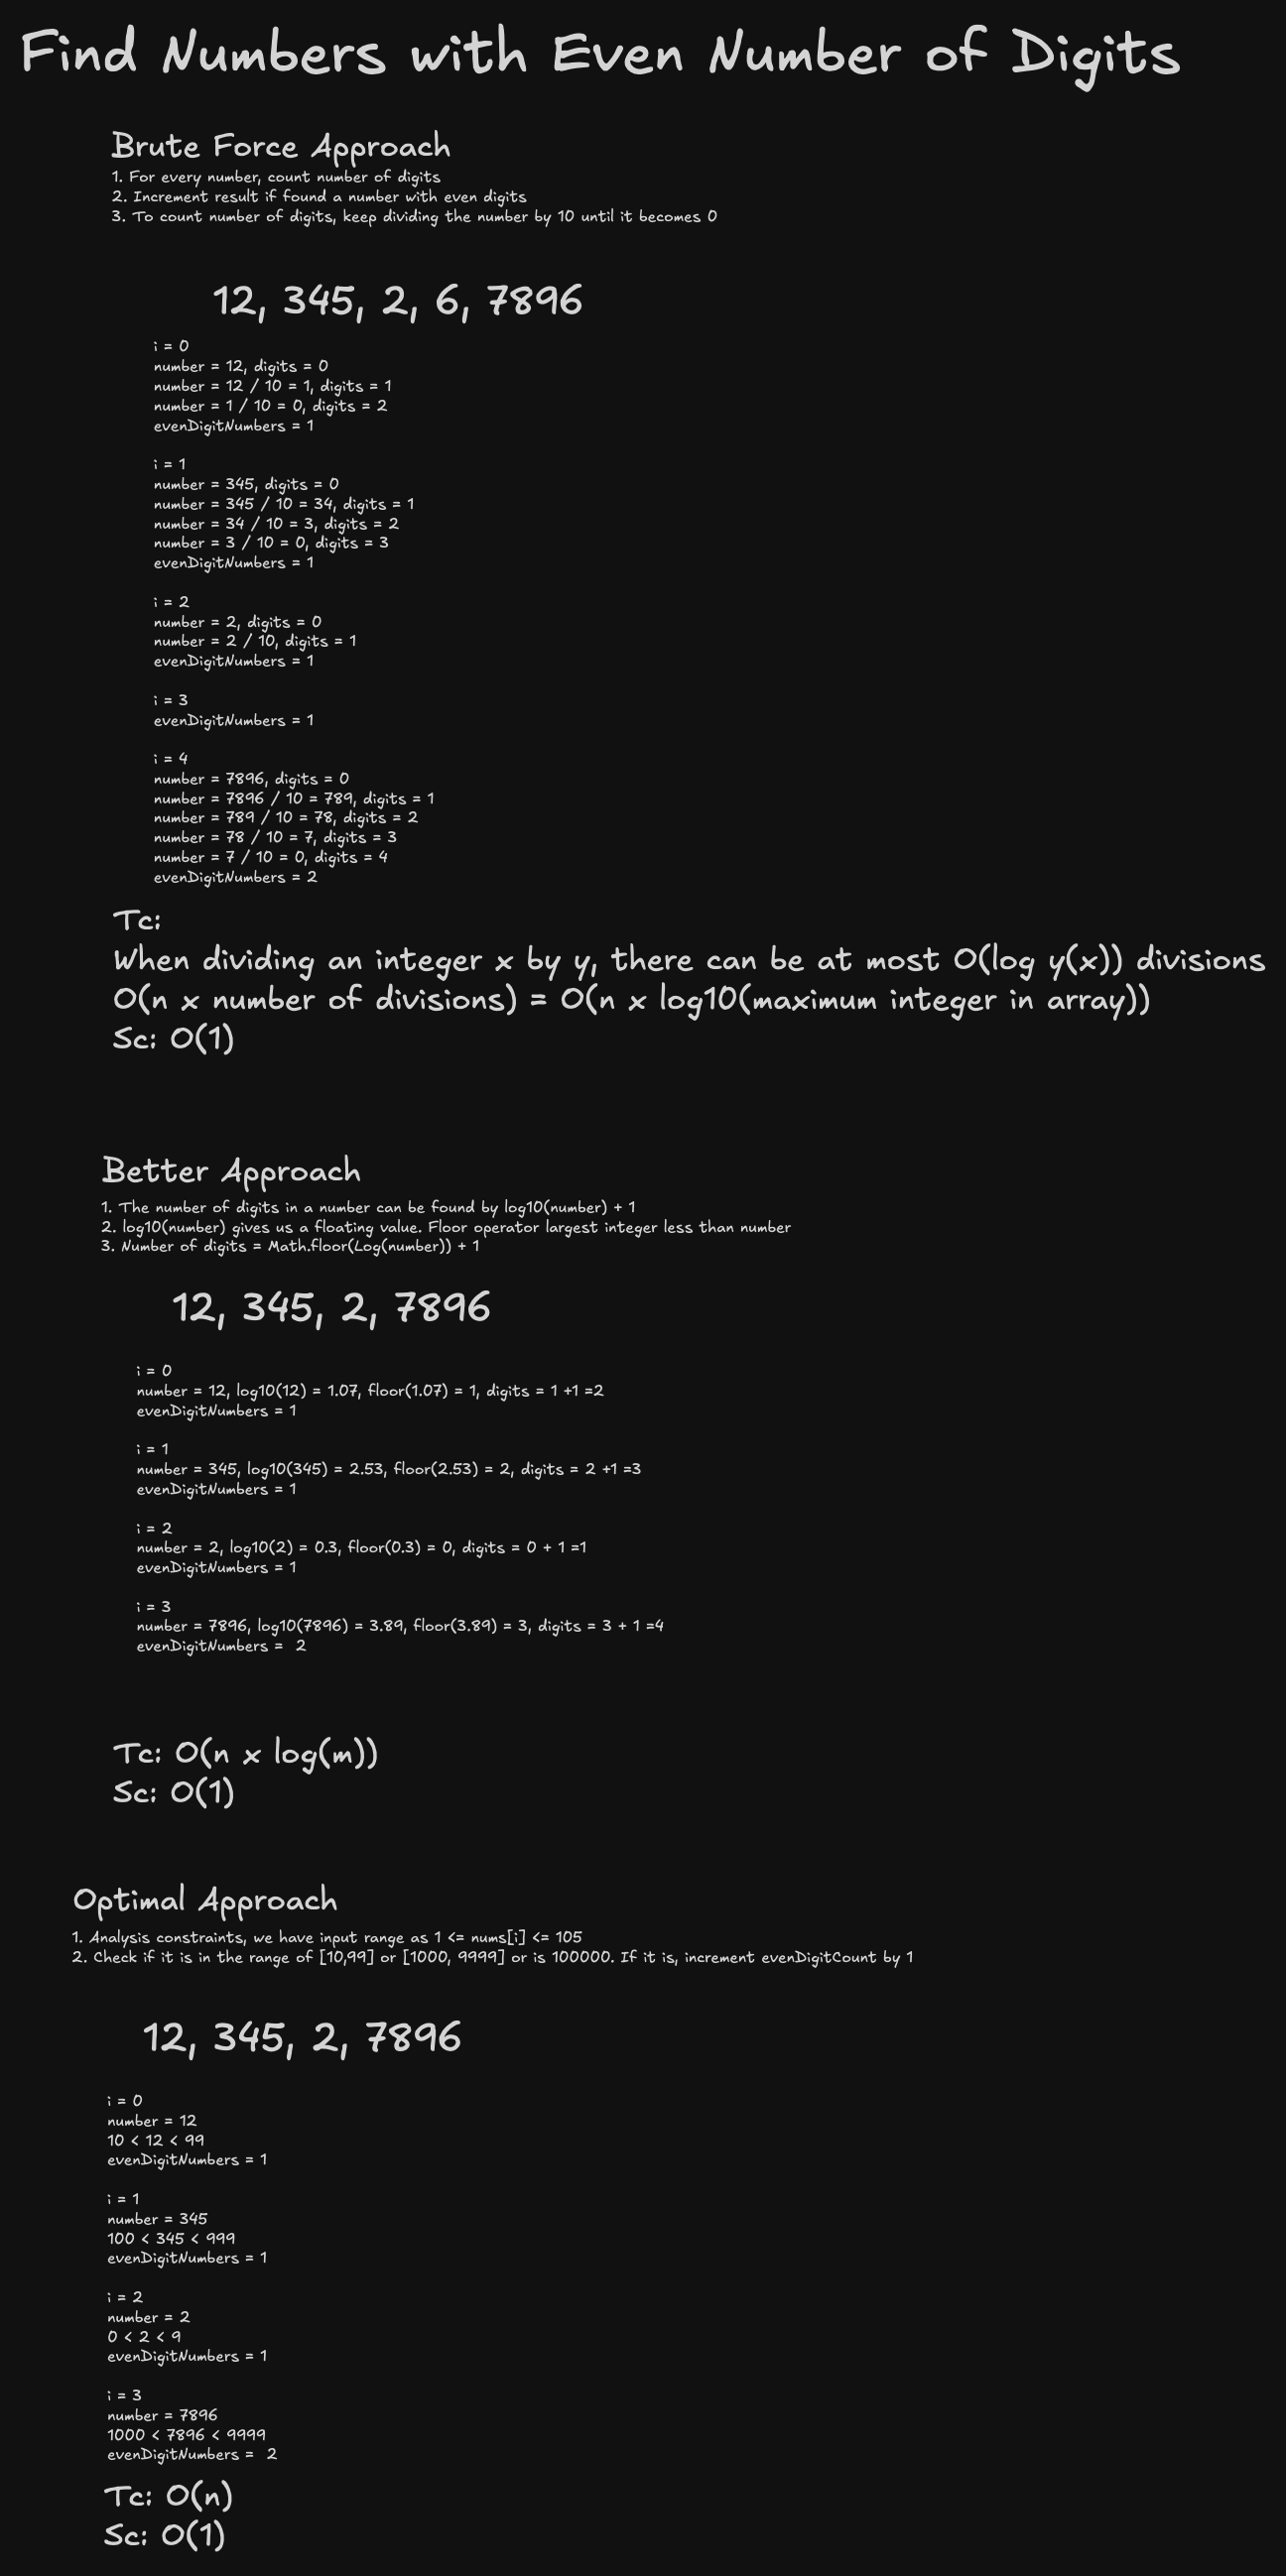 Find Numbers with Even Number of Digits
Brute Force Approach
1. For every number, count number of digits
2. Increment result if found a number with even digits
3. To count number of digits, keep dividing the number by 10 until it becomes 0
12, 345, 2, 6, 7896
i = 0
number = 12, digits = 0
number = 12 / 10 = 1, digits = 1
number = 1 / 10 = 0, digits = 2
evenDigitNumbers = 1
i = 1
number = 345, digits = 0
number = 345 / 10 = 34, digits = 1
number = 34 / 10 = 3, digits = 2
number = 3 / 10 = 0, digits = 3
evenDigitNumbers = 1
i = 2
number = 2, digits = 0
number = 2 / 10, digits = 1
evenDigitNumbers = 1
i = 3
evenDigitNumbers = 1
i = 4
number = 7896, digits = 0
number = 7896 / 10 = 789, digits = 1
number = 789 / 10 = 78, digits = 2
number = 78 / 10 = 7, digits = 3
number = 7 / 10 = 0, digits = 4
evenDigitNumbers = 2
Tc:
When dividing an integer x by y, there can be at most O(log y(x)) divisions
O(n x number of divisions) = O(n x log10(maximum integer in array))
Sc: O(1)
Better Approach
1. The number of digits in a number can be found by log10(number) + 1
2. log10(number) gives us a floating value. Floor operator largest integer less than number
3. Number of digits = Math.floor(Log(number)) + 1
12, 345, 2, 7896
i = 0
number = 12, log10(12) = 1.07, floor(1.07) = 1, digits = 1 +1 =2
evenDigitNumbers = 1
i = 1
number = 345, log10(345) = 2.53, floor(2.53) = 2, digits = 2 +1 =3
evenDigitNumbers = 1
i = 2
number = 2, log10(2) = 0.3, floor(0.3) = 0, digits = 0 + 1 =1
evenDigitNumbers = 1
i = 3
number = 7896, log10(7896) = 3.89, floor(3.89) = 3, digits = 3 + 1 =4
evenDigitNumbers =  2
Tc: O(n x log(m))
Sc: O(1)
Optimal Approach
1. Analysis constraints, we have input range as 1 <= nums[i] <= 105
2. Check if it is in the range of [10,99] or [1000, 9999] or is 100000. If it is, increment evenDigitCount by 1
12, 345, 2, 7896
i = 0
number = 12
10 < 12 < 99
evenDigitNumbers = 1
i = 1
number = 345
100 < 345 < 999
evenDigitNumbers = 1
i = 2
number = 2
0 < 2 < 9
evenDigitNumbers = 1
i = 3
number = 7896
1000 < 7896 < 9999
evenDigitNumbers =  2
Tc: O(n)
Sc: O(1)